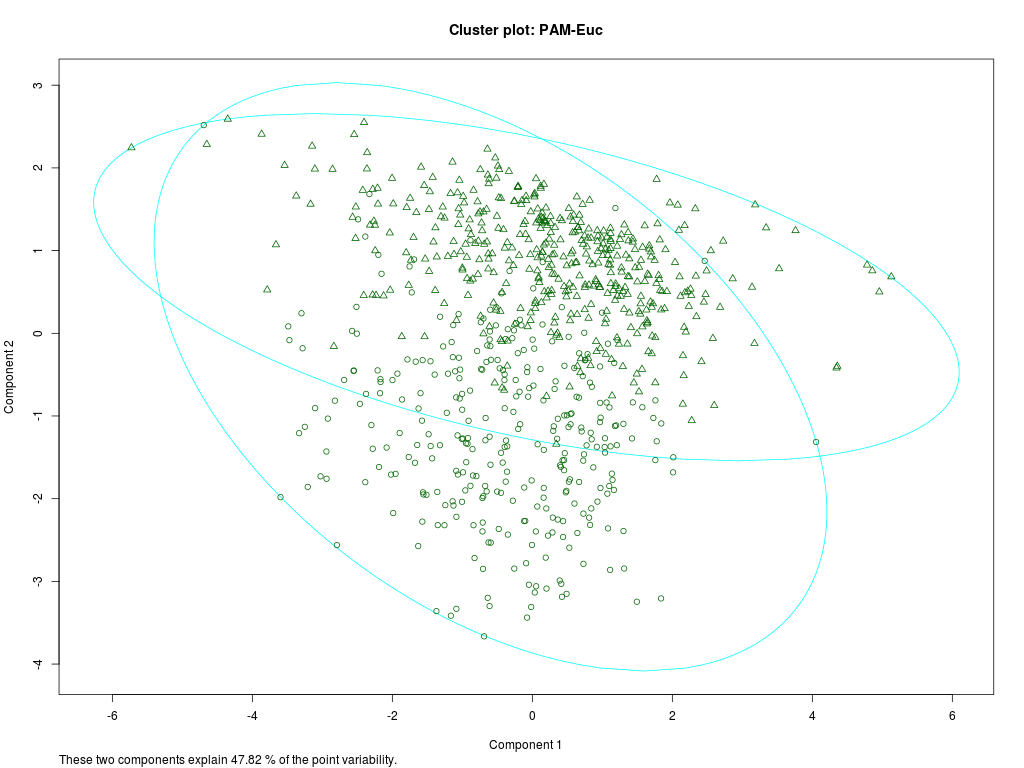 Cluster plot: PAM-Euc
3
2
1
0
-1
-2
-3
-4
Component 2
-6 -4 -2 0 2 4 6
Component 1
These two components explain 47.82 % of the point variability.